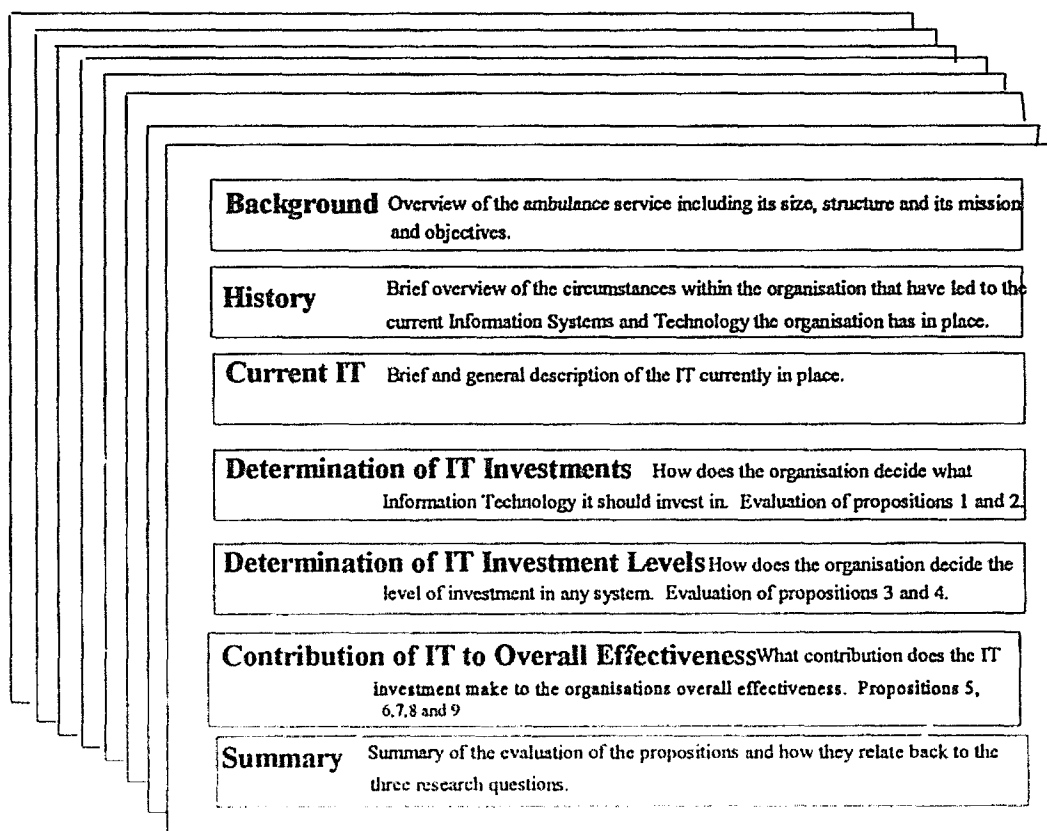 Background Overview of the ambulance service including its size, structure and its mission
and objectives.
History Brief overview of the circumstances within the organisation that have led to the
current Information Systems and Technology the organisation has in place.
Current IT Brief and general description of the IT currently in place.
Determination of IT Investments How does the organisation decide what
Information Technology it should invest in. Evaluation of propositions 1 and 2.
Determination of IT Investment Levels How does the organisation decide the
level of investment in any system. Evaluation of propositions 3 and 4.
Contribution of IT to Overall Effectiveness What contribution does the IT
investment make to the organisations overall effectiveness. Propositions 5,
6,7,8 and 9
Summary Summary of the evaluation of the propositions and how they relate back to the
three research questions.